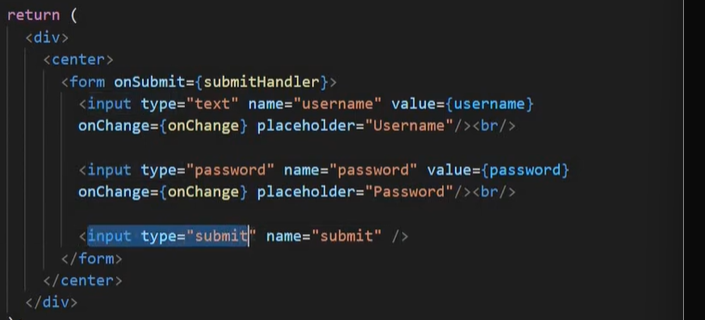 return (
<div>
<center>
<form onSubmit={submitHandler}>
<input type="text" name="username" value={username}
onChange={onChange} placeholder="Username"/><br/>
<input type="password" name="password" value={password}
onChange={onChange} placeholder="Password"/><br/>
<input type="submit" name="submit" />
</form>
</center>
</div>